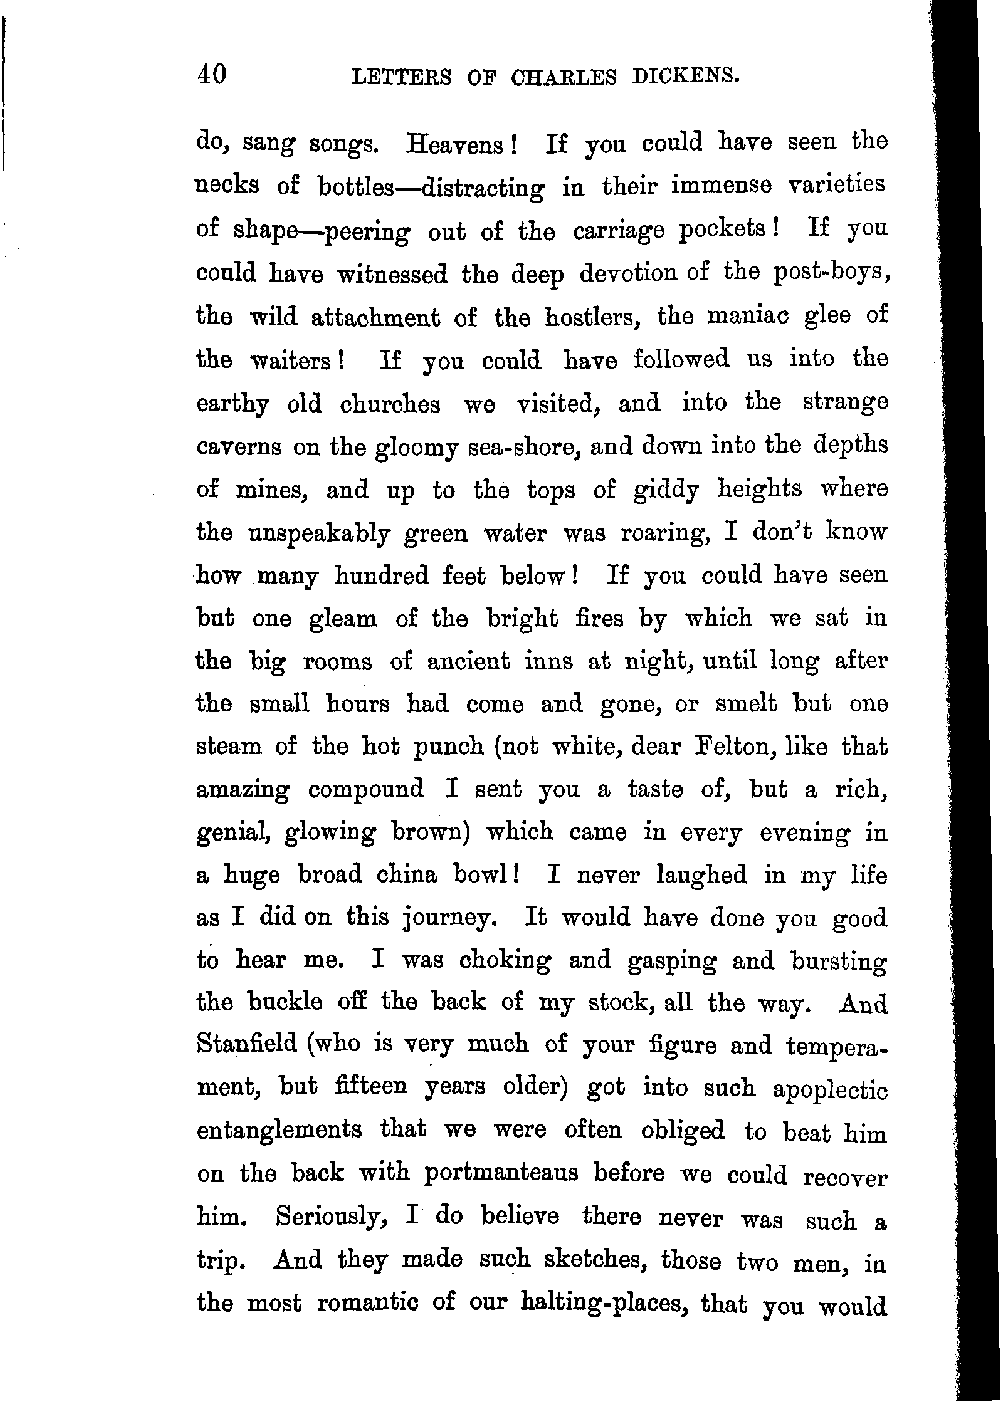 40 LETTERS OF CHARLES DICKENS.
do, sang songs. Heavens! If you could have seen the
necks of bottles—distracting in their immense varieties
of shape—peering out of the carriage pockets! If you
could have witnessed the deep devotion of the post-boys,
the wild attachment of the hostlers, the maniac glee of
the waiters! If you could have followed us into the
earthy old churches we visited, and into the strange
caverns on the gloomy sea-shore, and down into the depths
of mines, and up to the tops of giddy heights where
the unspeakably green water was roaring, I don't know
how many hundred feet below! If you could have seen
but one gleam of the bright fires by which we sat in
the big rooms of ancient inns at night, until long after
the small hours had come and gone, or smelt but one
steam of the hot punch (not white, dear Felton, like that
amazing compound I sent you a taste of, but a rich,
genial, glowing brown) which came in every evening in
a huge broad china bowl! I never laughed in my life
as I did on this journey. It would have done you good
to hear me. I was choking and gasping and bursting
the buckle off the back of my stock, all the way. And
Stanfield (who is very much of your figure and tempera-
ment, but fifteen years older) got into such apoplectic
entanglements that we were often obliged to beat him
on the back with portmanteaus before we could recover
him. Seriously, I do believe there never was such a
trip. And they made such sketches, those two men, in
the most romantic of our halting-places, that you would